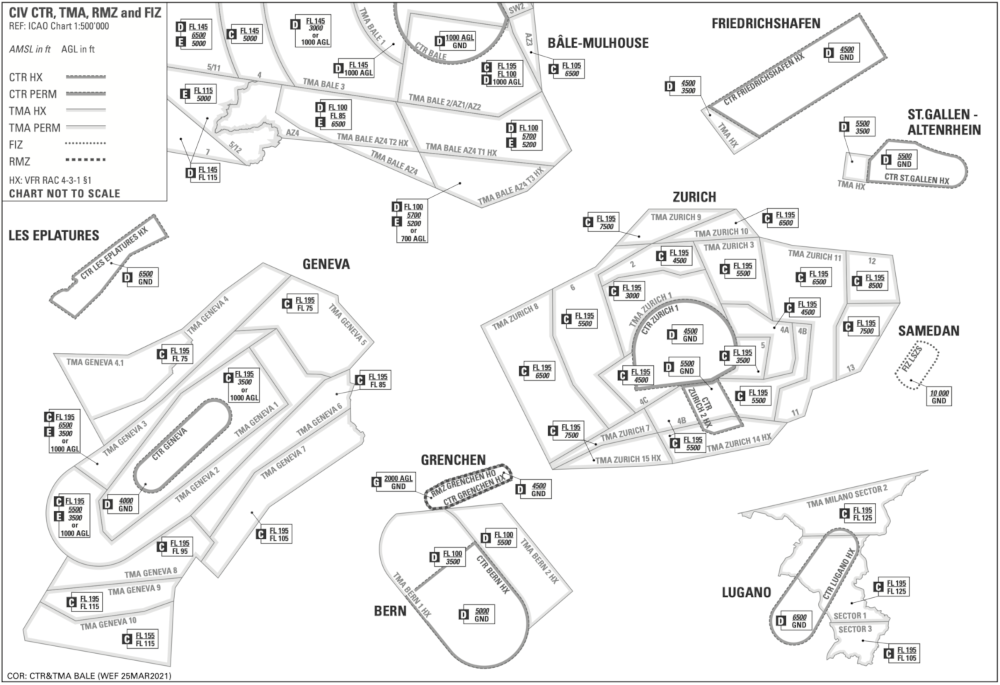 CIV CTR, TMA, RMZ and FIZ
REF: ICAO Chart 1:500'000
AMSL in ft AGL in ft
CTR HX
CTR PERM
TMA HX
TMA PERM
FIZ
RMZ
HX: VFR RAC 4-3-1 §1
CHART NOT TO SCALE
D FL 145
E 6500
5000
C FL 145
5000
D FL 145
3000
or
1000 AGL
TMA BALE 1
D FL 145
1000 AGL
D 1000 AGL
GND
CTR BALE
SW2
AZ3
BÂLE-MULHOUSE
C FL 105
6500
C FL 195
D FL 100
1000 AGL
5/11
4
TMA BALE 3
TMA BALE 2/AZ1/AZ2
E FL 115
5000
D FL 100
E FL 85
6500
D FL 100
E 5700
5200
AZ4
TMA BALE AZ4 T2 HX
TMA BALE AZ4 T1 HX
5/12
7
D FL 145
FL 115
TMA BALE AZ4
TMA BALE AZ4 T3 HX
D FL 100
E 5700
5200
or
700 AGL
FRIEDRICHSHAFEN
D 4500
GND
CTR FRIEDRICHSHAFEN HX
D 4500
3500
TMA HX
ST.GALLEN -
ALTENRHEIN
D 5500
3500
D 5500
GND
CTR ST.GALLEN HX
TMA HX
LES EPLATURES
CTR LES EPLATURES HX
D 6500
GND
GENEVA
TMA GENEVA 4
C FL 195
FL 75
TMA GENEVA 5
TMA GENEVA 4.1
C FL 195
FL 75
C FL 195
3500
or
1000 AGL
C FL 195
FL 85
C FL 195
E 6500
3500
or
1000 AGL
TMA GENEVA 3
CTR GENEVA
TMA GENEVA 1
TMA GENEVA 6
TMA GENEVA 2
TMA GENEVA 7
D 4000
GND
C FL 195
E 5500
3500
or
1000 AGL
C FL 195
FL 95
C FL 195
FL 105
TMA GENEVA 8
TMA GENEVA 9
C FL 195
FL 115
TMA GENEVA 10
C FL 155
FL 115
ZURICH
C FL 195
7500
TMA ZURICH 9
C FL 195
6500
TMA ZURICH 10
TMA ZURICH 3
TMA ZURICH 11
12
2
C FL 195
4500
C FL 195
5500
C FL 195
6500
C FL 195
8500
6
C FL 195
3000
TMA ZURICH 8
C FL 195
5500
TMA ZURICH 1
CTR ZURICH 1
C FL 195
4500
D 4500
GND
4A
4B
C FL 195
7500
5
C FL 195
3500
D 5500
GND
C FL 195
6500
C FL 195
4500
13
4C
CTR
ZURICH 2 HX
C FL 195
5500
11
4B
C FL 195
7500
TMA ZURICH 7
C FL 195
5500
TMA ZURICH 14 HX
TMA ZURICH 15 HX
SAMEDAN
FIZ LSZS
10 000
GND
GRENCHEN
C 2000 AGL
GND
RMZ GRENCHEN HO
CTR GRENCHEN HX
D 4500
GND
D FL 100
5500
D FL 100
3500
TMA BERN 2 HX
CTR BERN HX
TMA BERN 1 HX
BERN
D 5000
GND
TMA MILANO SECTOR 2
C FL 195
FL 125
CTR LUGANO HX
LUGANO
C FL 195
FL 125
D 6500
GND
SECTOR 1
SECTOR 3
C FL 195
FL 105
COR: CTR&TMA BALE (WEF 25MAR2021)